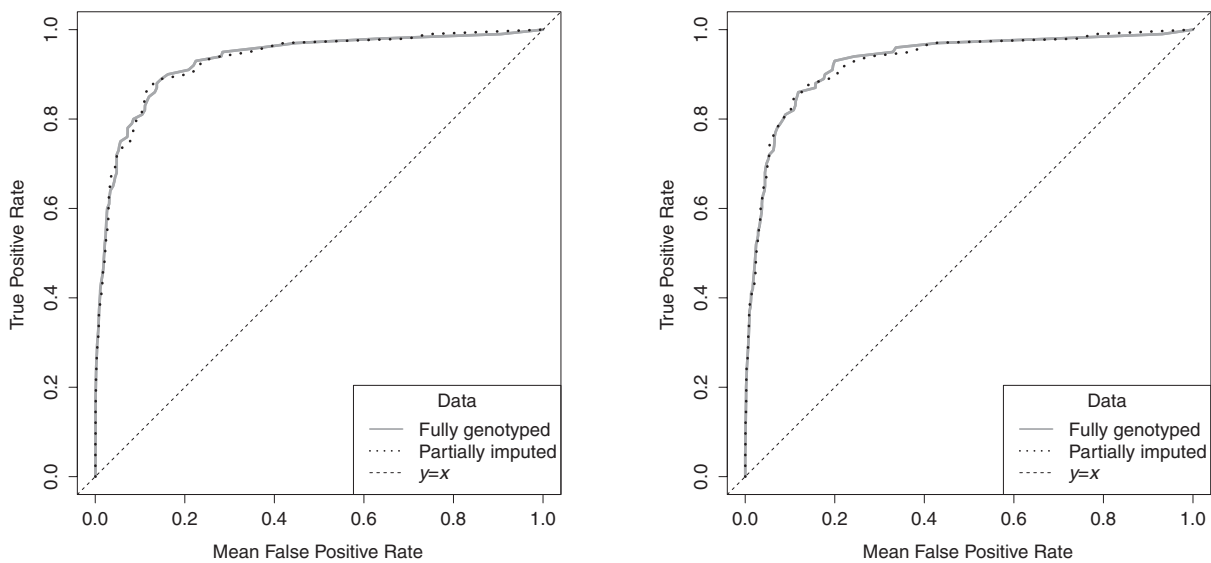 1.0
0.8
0.6
0.4
0.2
0.0
True Positive Rate
0.0 0.2 0.4 0.6 0.8 1.0
Mean False Positive Rate
Data
Fully genotyped
Partially imputed
y=x
1.0
0.8
0.6
0.4
0.2
0.0
True Positive Rate
0.0 0.2 0.4 0.6 0.8 1.0
Mean False Positive Rate
Data
Fully genotyped
Partially imputed
y=x